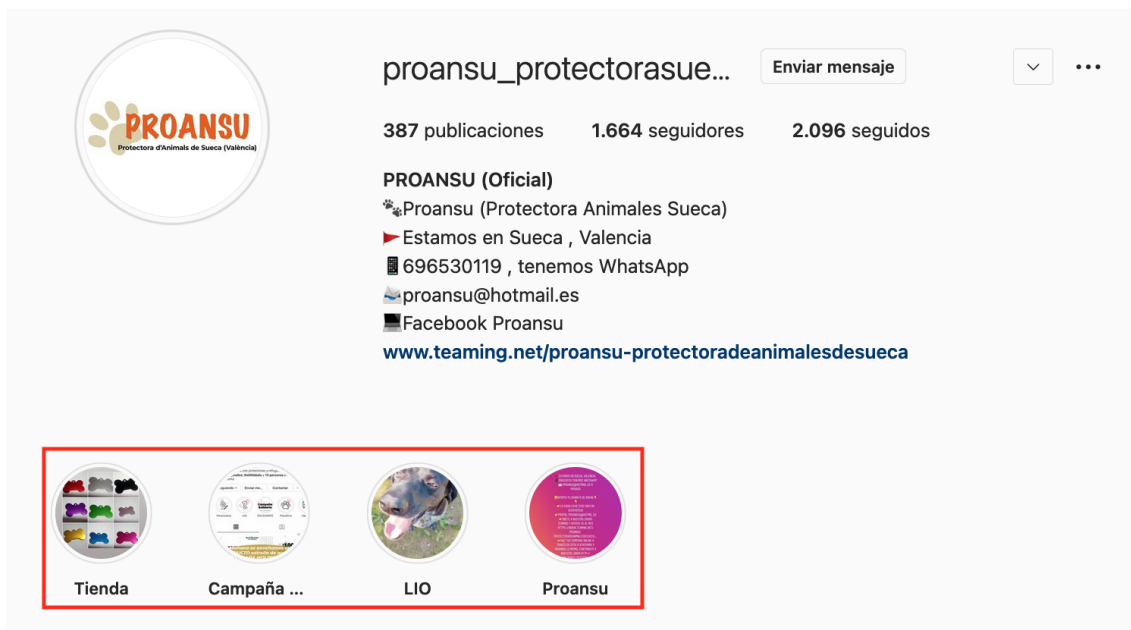 PROANSU
Protectora d'Animals de Sueca (València)
proansu_protectorasue...
Enviar mensaje
387 publicaciones 1.664 seguidores 2.096 seguidos
PROANSU (Oficial)
Proansu (Protectora Animales Sueca)
Estamos en Sueca , Valencia
696530119 , tenemos WhatsApp
proansu@hotmail.es
Facebook Proansu
www.teaming.net/proansu-protectoradeanimalesdesueca
Tienda
Campaña ...
LIO
Proansu